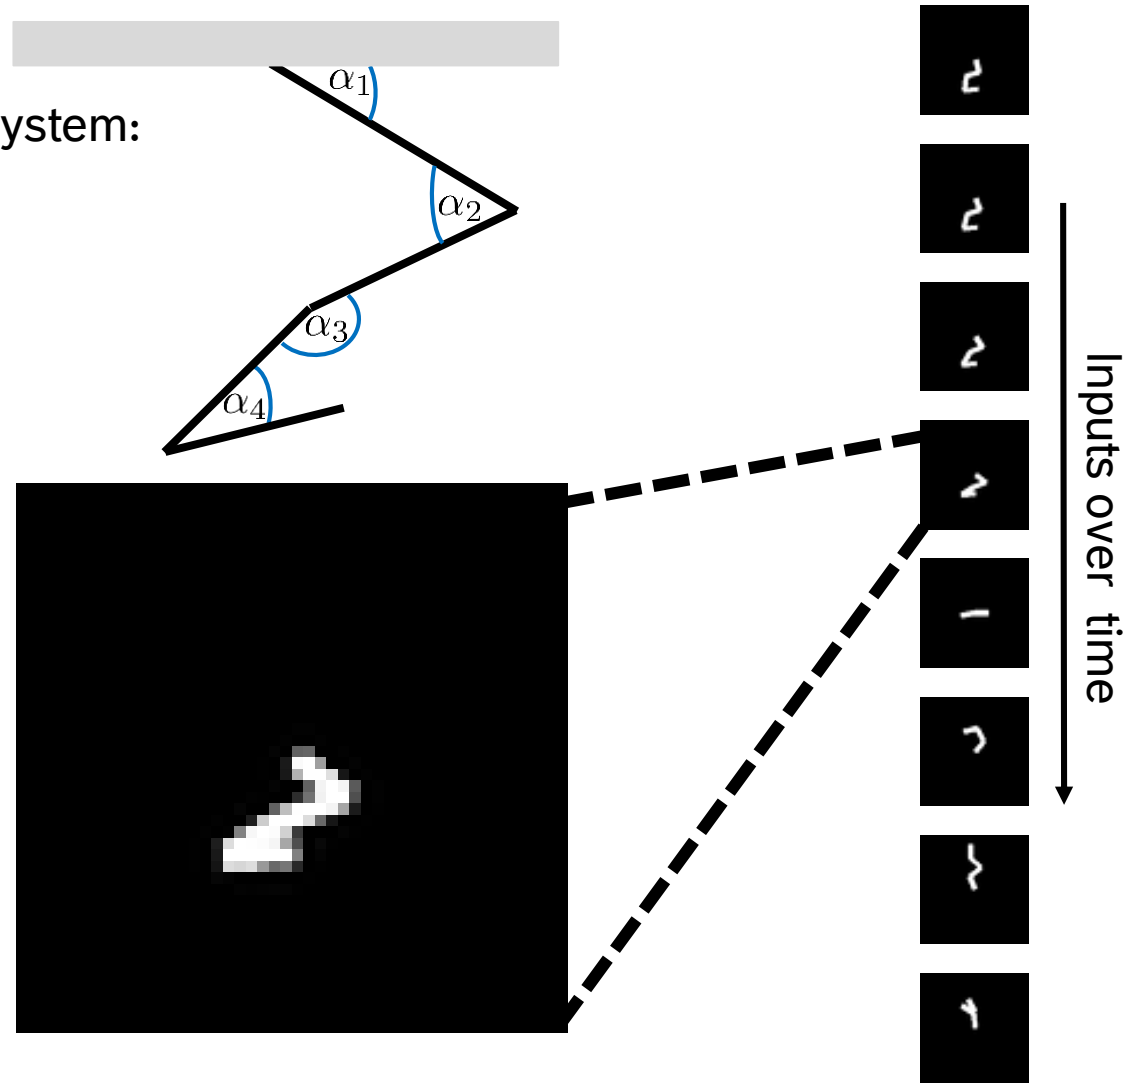 α1
ystem:
α2
α3
α4
Inputs over time